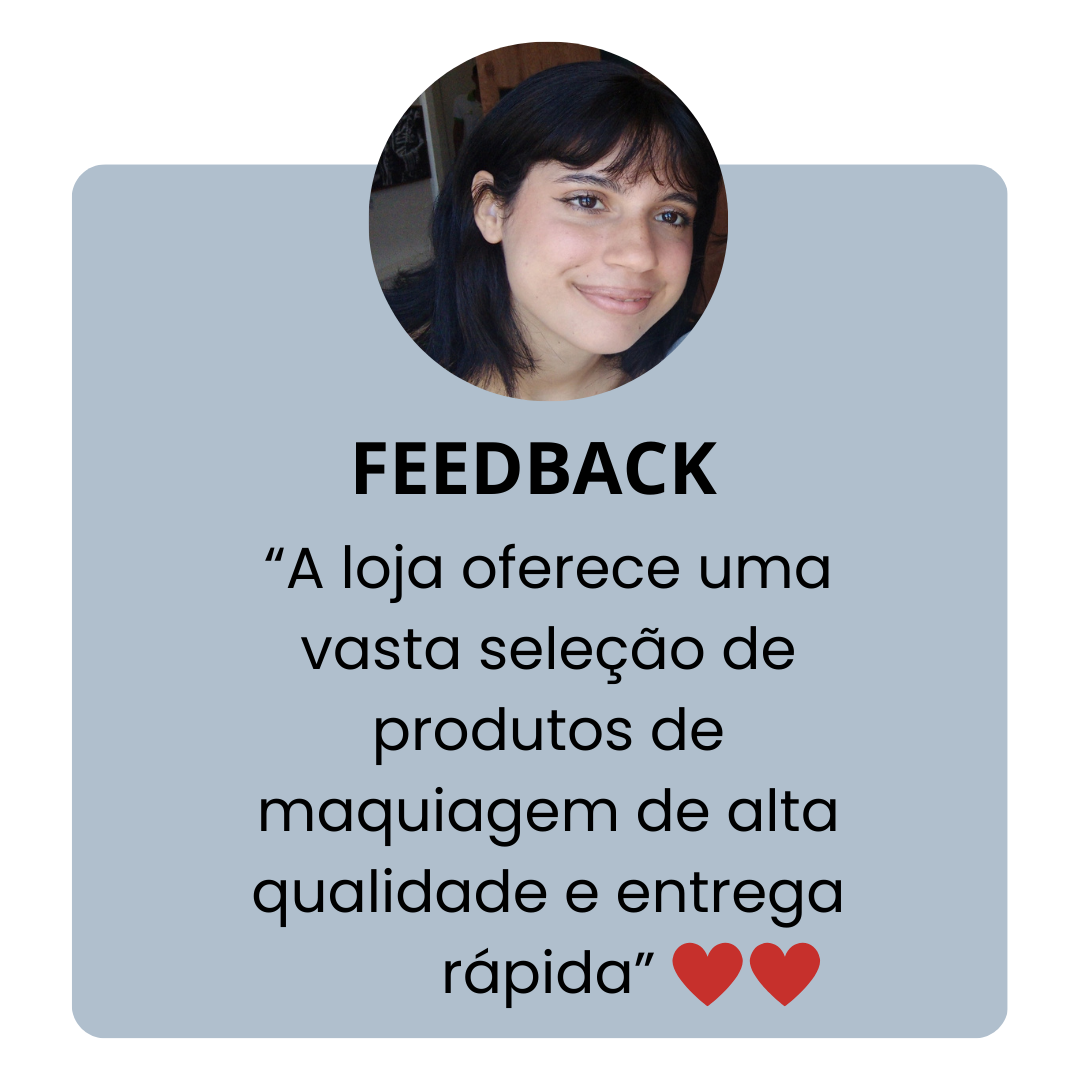 FEEDBACK
“A loja oferece uma
vasta seleção de
produtos de
maquiagem de alta
qualidade e entrega
rápida” ❤❤